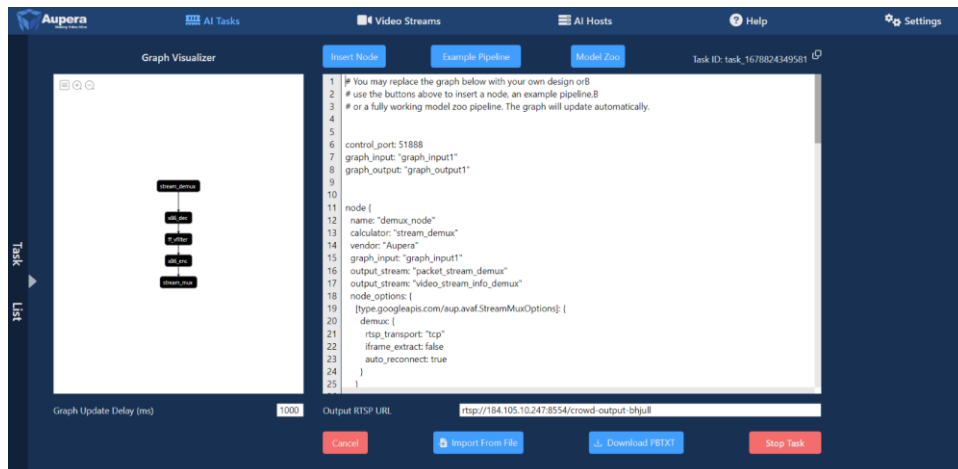 Aupera
AI Tasks
Video Streams
AI Hosts
Help
Settings
Graph Visualizer
Insert Node
Example Pipeline
Model Zoo
Task ID: task_1678824349581
stream_demux
x86_dec
ff_vfilter
x86_enc
stream_mux
Task List
1 # You may replace the graph below with your own design orB
2 # use the buttons above to insert a node, an example pipeline,B
3 # or a fully working model zoo pipeline. The graph will update automatically.
4
5
6 control_port: 51888
7 graph_input: "graph_input1"
8 graph_output: "graph_output1"
9
10
11 node {
12 name: "demux_node"
13 calculator: "stream_demux"
14 vendor: "Aupera"
15 graph_input: "graph_input1"
16 output_stream: "packet_stream_demux"
17 output_stream: "video_stream_info_demux"
18 node_options: {
19 [type.googleapis.com/aup.avaf.StreamMuxOptions]: {
20 demux: {
21 rtsp_transport: "tcp"
22 iframe_extract: false
23 auto_reconnect: true
24 }
25 }
Graph Update Delay (ms)
1000
Output RTSP URL
rtsp://184.105.10.247:8554/crowd-output-bhjull
Cancel
Import From File
Download PBTXT
Stop Task